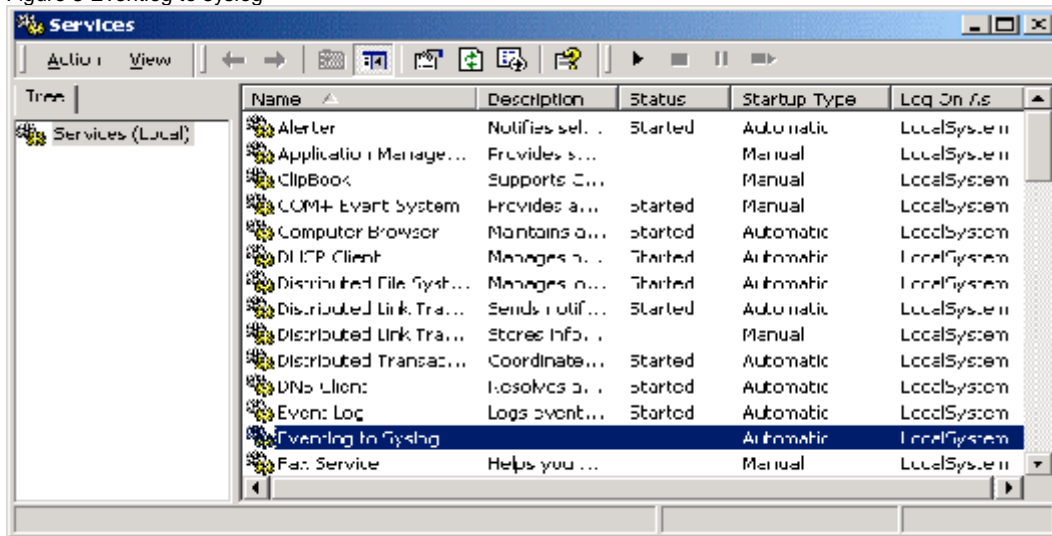 Figure 8 Eventlog to syslog
Services
Action View
Tree
Services (Local)
Name Description Status Startup Type Log On As
Alerter Notifies sel... Started Automatic LocalSystem
Application Manage... Provides s... Manual LocalSystem
ClipBook Supports C... Manual LocalSystem
COM+ Event System Provides a... Started Manual LocalSystem
Computer Browser Maintains a... Started Automatic LocalSystem
DHCP Client Manages n... Started Automatic LocalSystem
Distributed File Syst... Manages lo... Started Automatic LocalSystem
Distributed Link Tra... Sends notif... Started Automatic LocalSystem
Distributed Link Tra... Stores info... Manual LocalSystem
Distributed Transac... Coordinate... Started Automatic LocalSystem
DNS Client Resolves a... Started Automatic LocalSystem
Event Log Logs event... Started Automatic LocalSystem
Eventlog to Syslog Automatic LocalSystem
Fax Service Helps you ... Manual LocalSystem